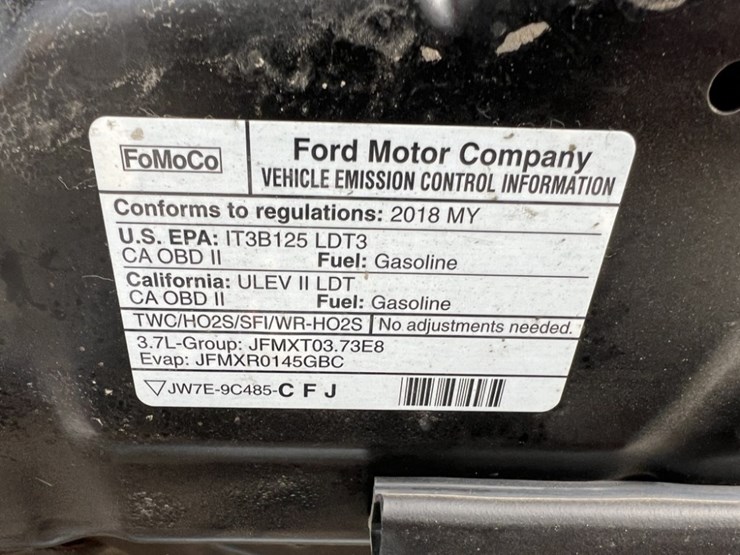 FoMoCo
Ford Motor Company
VEHICLE EMISSION CONTROL INFORMATION
Conforms to regulations: 2018 MY
U.S. EPA: IT3B125 LDT3
CA OBD II Fuel: Gasoline
California: ULEV II LDT
CA OBD II Fuel: Gasoline
TWC/HO2S/SFI/WR-HO2S No adjustments needed.
3.7L-Group: JFMXT03.73E8
Evap: JFMXR0145GBC
JW7E-9C485-C F J